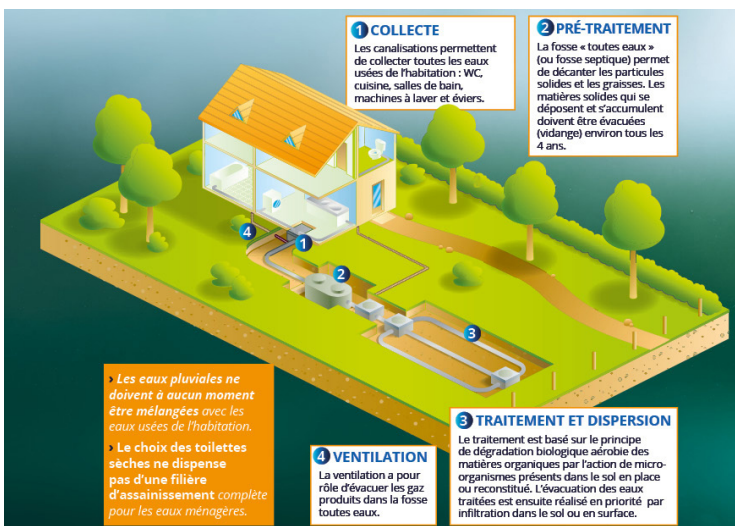 1 COLLECTE
Les canalisations permettent
de collecter toutes les eaux
usées de l'habitation : WC,
cuisine, salles de bain,
machines à laver et éviers.
2 PRÉ-TRAITEMENT
La fosse « toutes eaux »
(ou fosse septique) permet
de décanter les particules
solides et les graisses. Les
matières solides qui se
déposent et s'accumulent
doivent être évacuées
(vidange) environ tous les
4 ans.
4
1
2
3
› Les eaux pluviales ne
doivent à aucun moment
être mélangées avec les
eaux usées de l'habitation.
› Le choix des toilettes
sèches ne dispense
pas d'une filière
d'assainissement complète
pour les eaux ménagères.
4 VENTILATION
La ventilation a pour
rôle d'évacuer les gaz
produits dans la fosse
toutes eaux.
3 TRAITEMENT ET DISPERSION
Le traitement est basé sur le principe
de dégradation biologique aérobie des
matières organiques par l'action de micro-
organismes présents dans le sol en place
ou reconstitué. L'évacuation des eaux
traitées est ensuite réalisé en priorité par
infiltration dans le sol ou en surface.